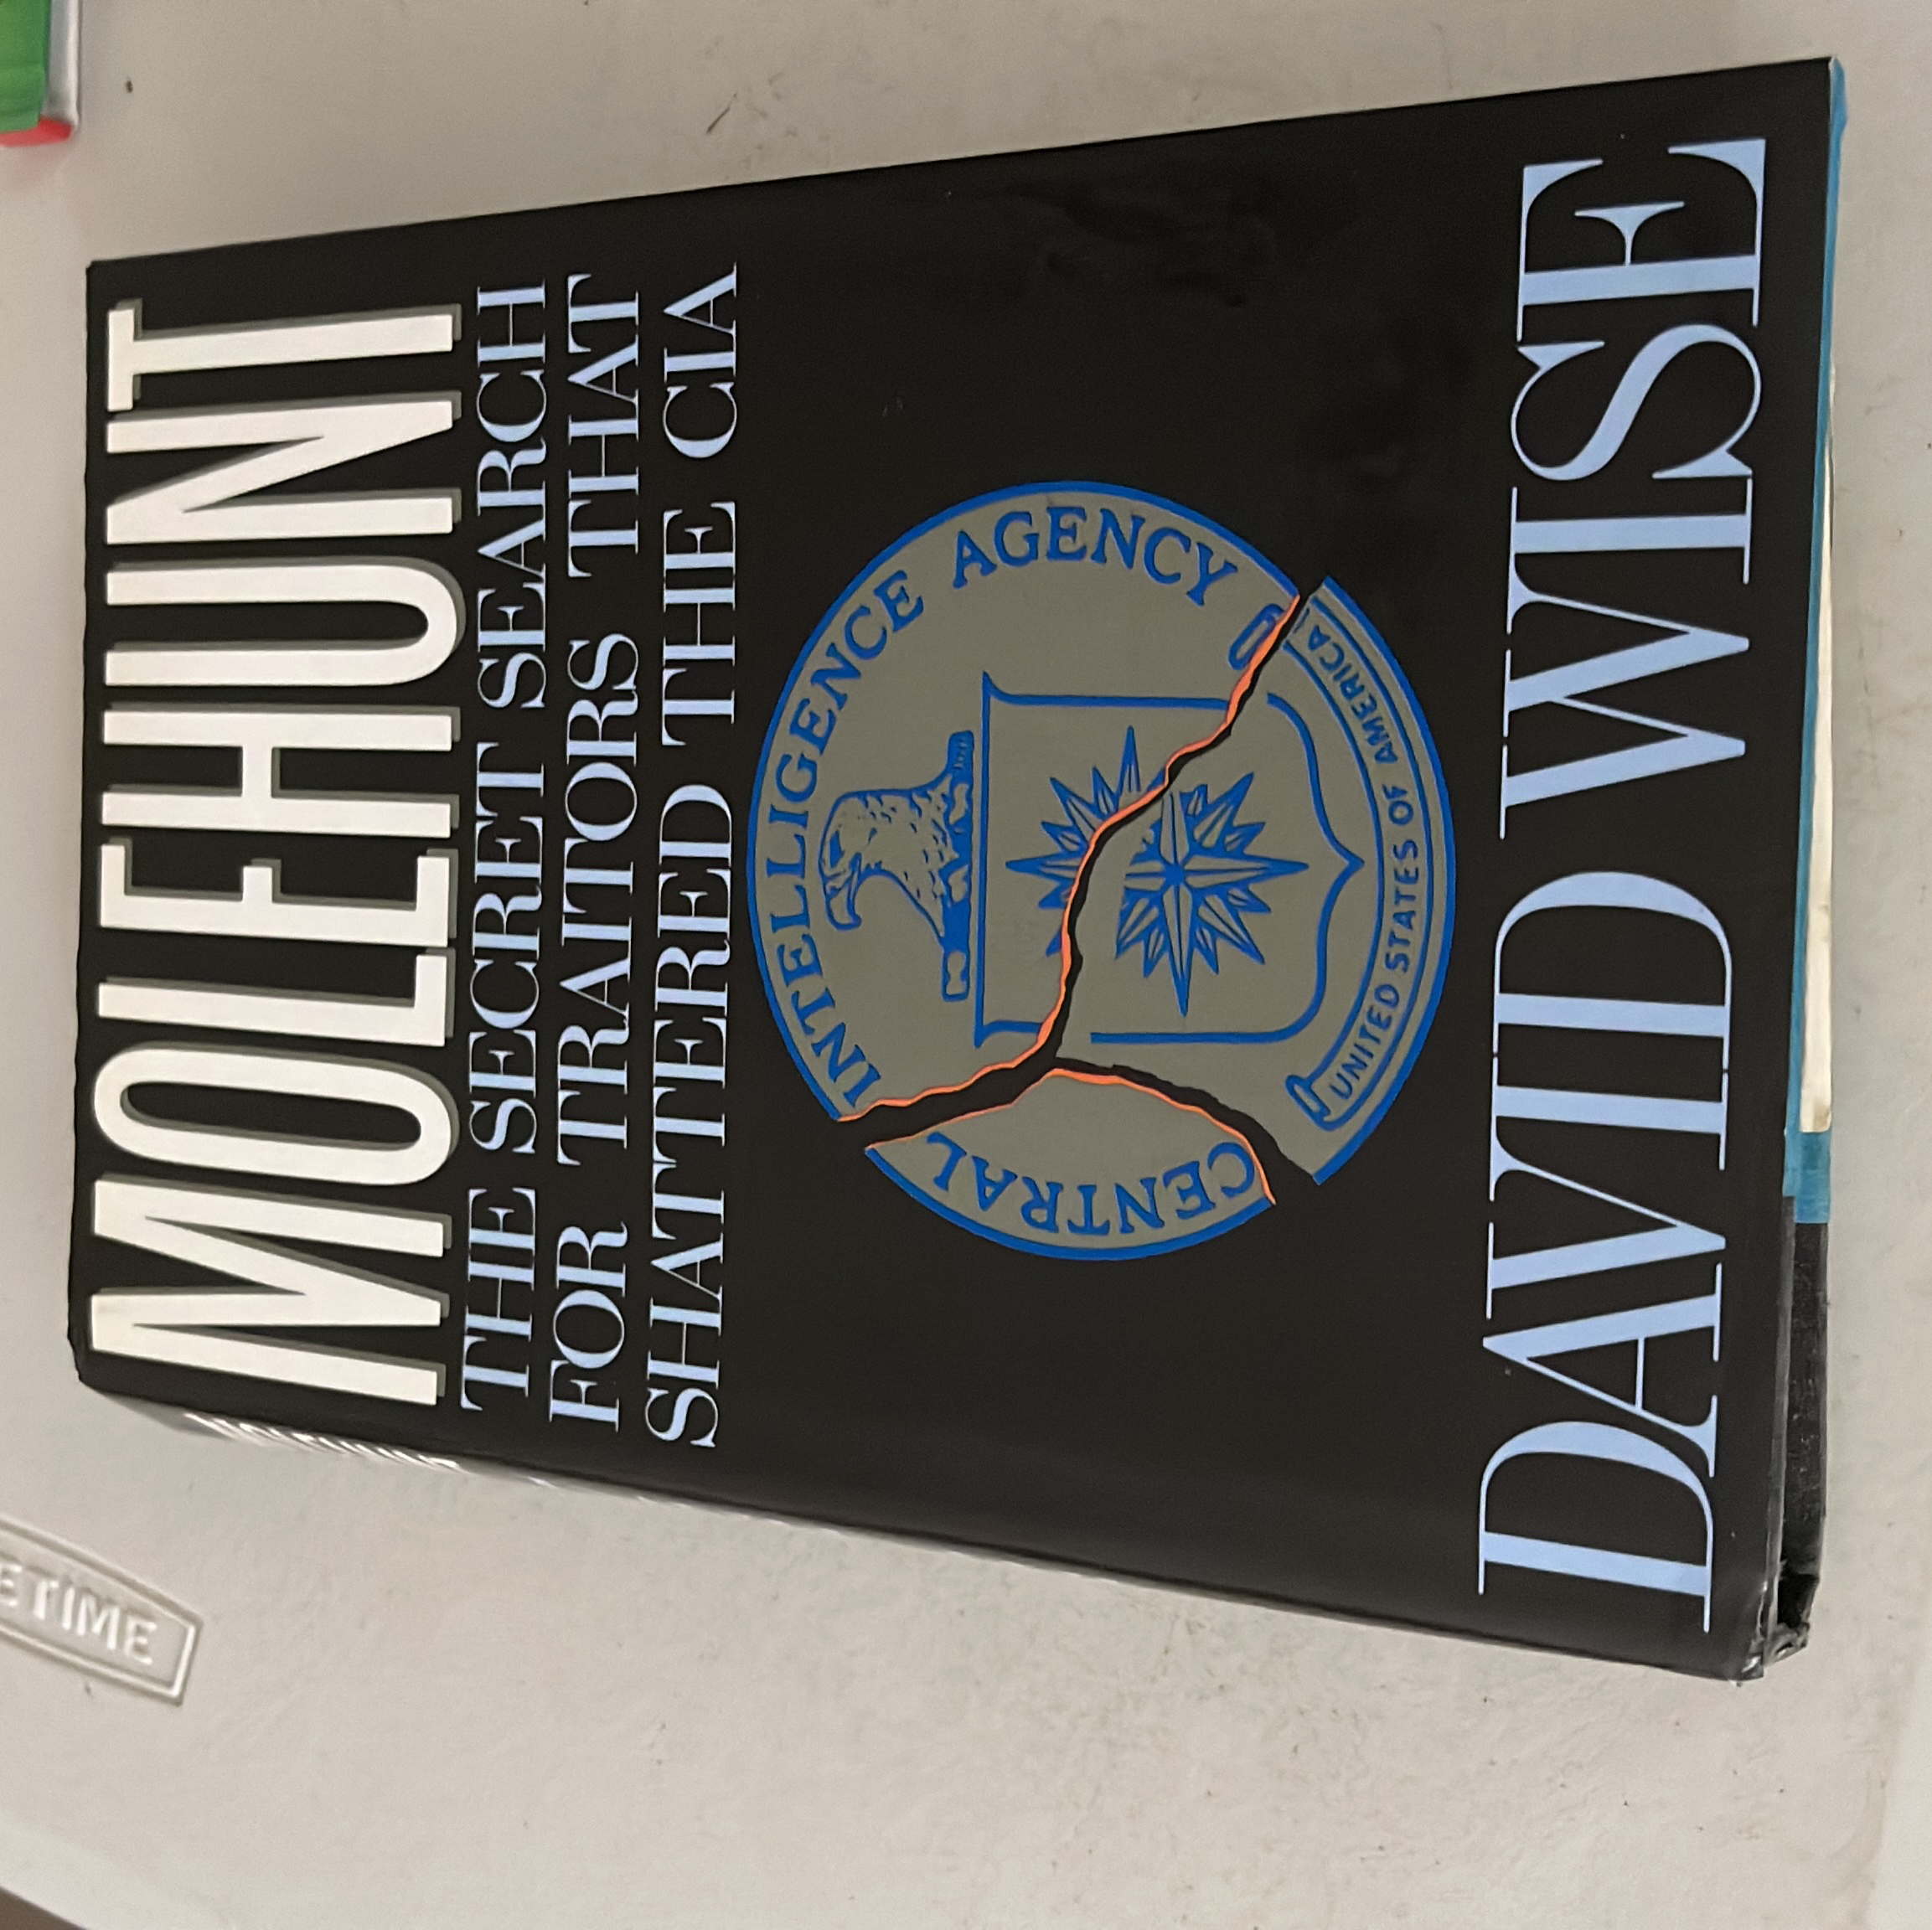 MOLEHUNT
THE SECRET SEARCH
FOR TRAITORS THAT
SHATTERED THE CIA
CENTRAL INTELLIGENCE AGENCY
UNITED STATES OF AMERICA
DAVID WISE
ETIME